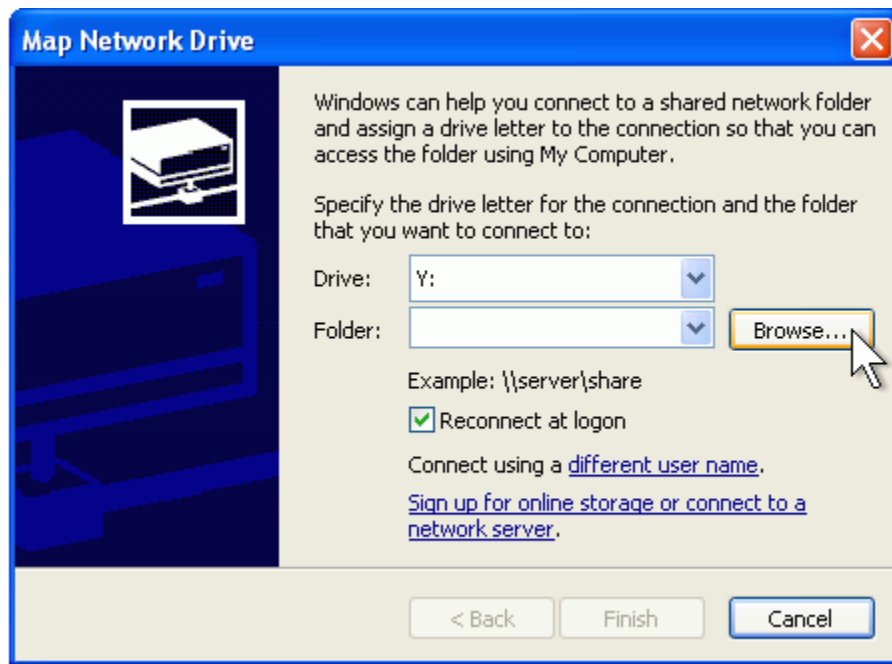 Map Network Drive
Windows can help you connect to a shared network folder
and assign a drive letter to the connection so that you can
access the folder using My Computer.
Specify the drive letter for the connection and the folder
that you want to connect to:
Drive: Y:
Folder: Browse...
Example: \\server\share
Reconnect at logon
Connect using a different user name.
Sign up for online storage or connect to a
network server.
< Back Finish Cancel